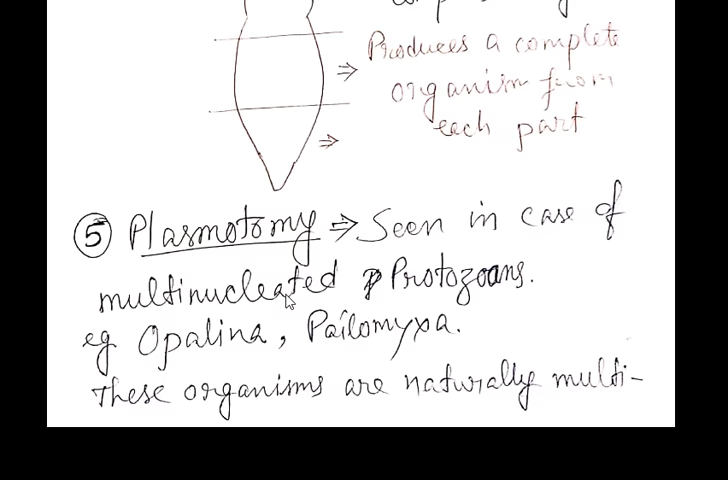 Produces a complete
⇒ organism from
each part
⇒
⑤ Plasmotomy ⇒ Seen in case of
multinucleated Protozoans.
eg Opalina, Pailomyxa.
These organisms are naturally multi-